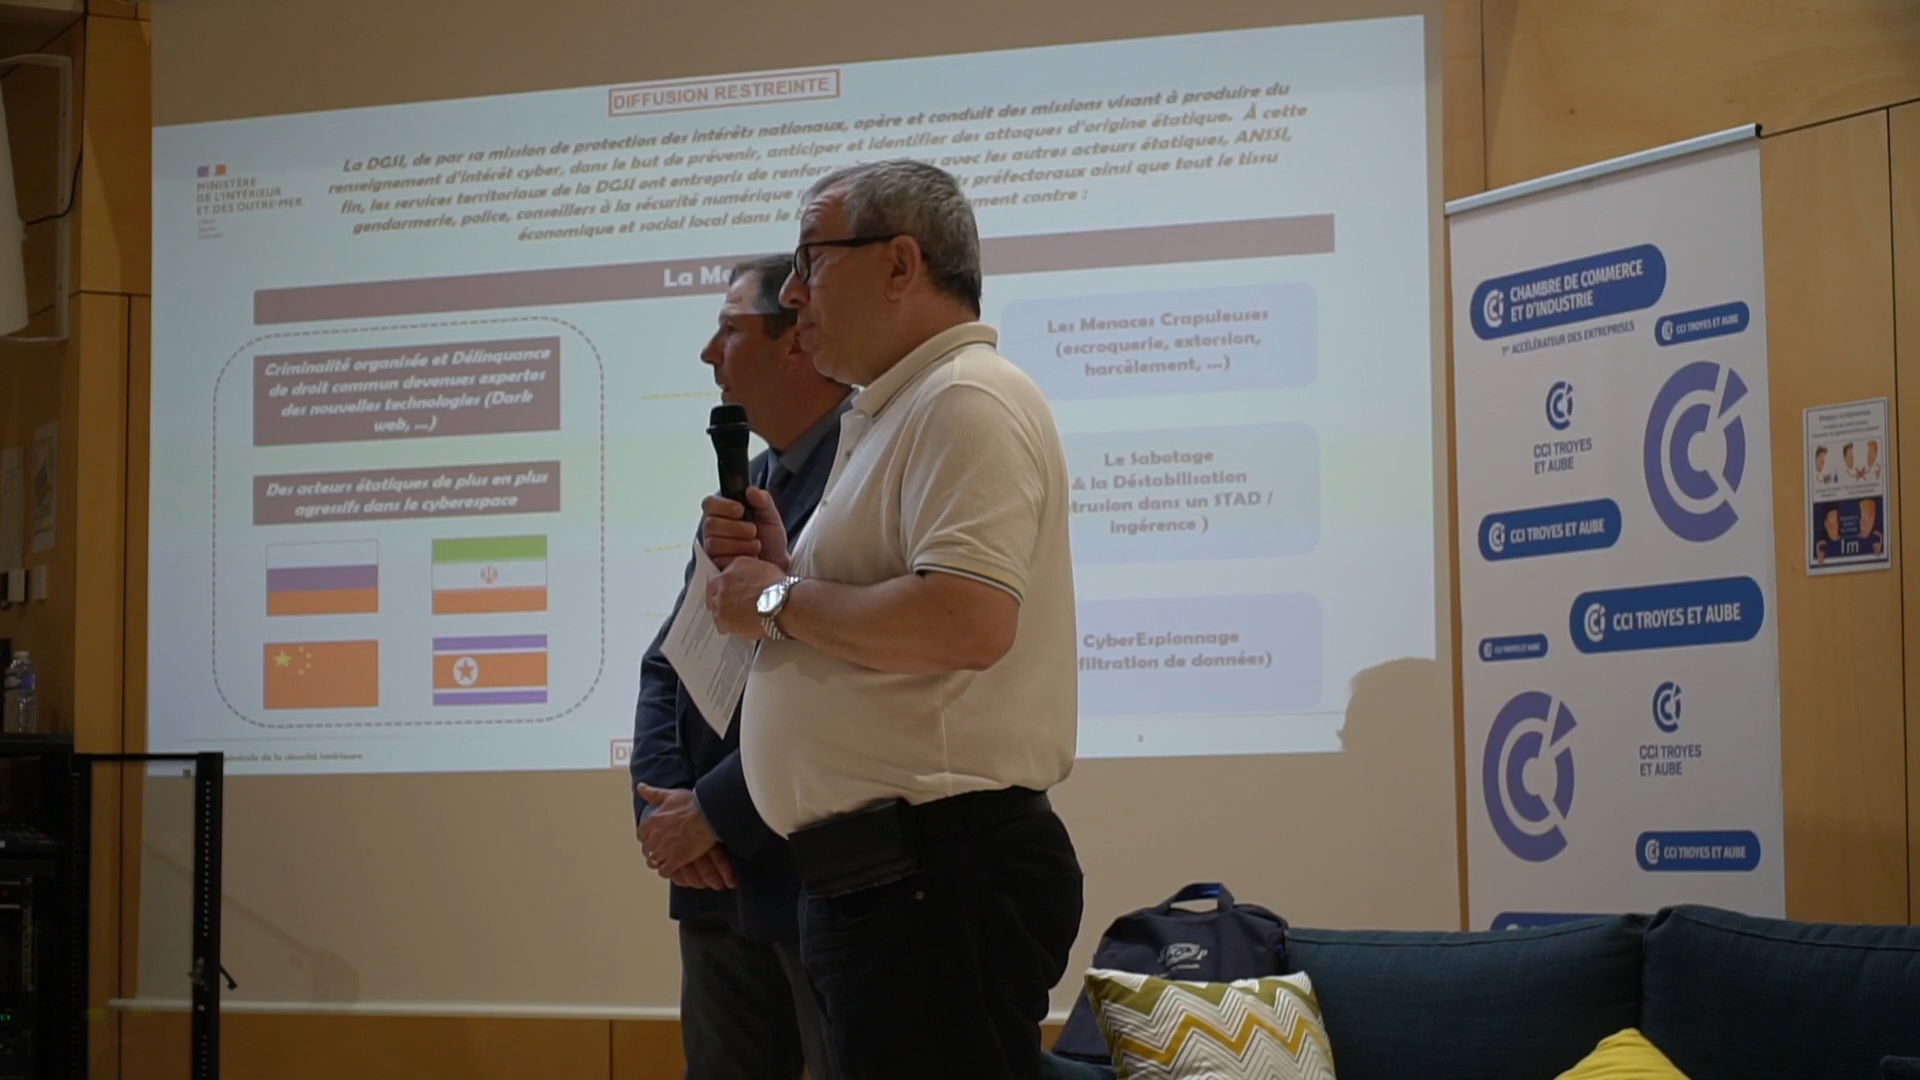 DIFFUSION RESTREINTE
MINISTÈRE
DE L'INTÉRIEUR
ET DES OUTRE-MER
La DGSI, de par sa mission de protection des intérêts nationaux, opère et conduit des missions visant à produire du
renseignement d'intérêt cyber, dans le but de prévenir, anticiper et identifier des attaques d'origine étatique. À cette
fin, les services territoriaux de la DGSI ont entrepris de avec les autres acteurs étatiques, ANSSI,
gendarmerie, police, conseillers à la sécurité numérique préfectoraux ainsi que tout le tissu
économique et social local dans le contre :
La
Criminalité organisée et Délinquance
de droit commun devenues expertes
des nouvelles technologies (Dark
web, ...)
Des acteurs étatiques de plus en plus
agressifs dans le cyberespace
Les Menaces Crapuleuses
(escroquerie, extorsion,
harcèlement, ...)
Le Sabotage
& la Déstabilisation
dans un STAD /
ingérence )
CyberEspionnage
de données)
de la sécurité intérieure
CHAMBRE DE COMMERCE
ET D'INDUSTRIE
1er ACCÉLÉRATEUR DES ENTREPRISES
CCI TROYES ET AUBE
CCI TROYES
ET AUBE
CCI TROYES ET AUBE
CCI TROYES ET AUBE
CCI TROYES ET AUBE
CCI TROYES
ET AUBE
CCI TROYES ET AUBE
1m